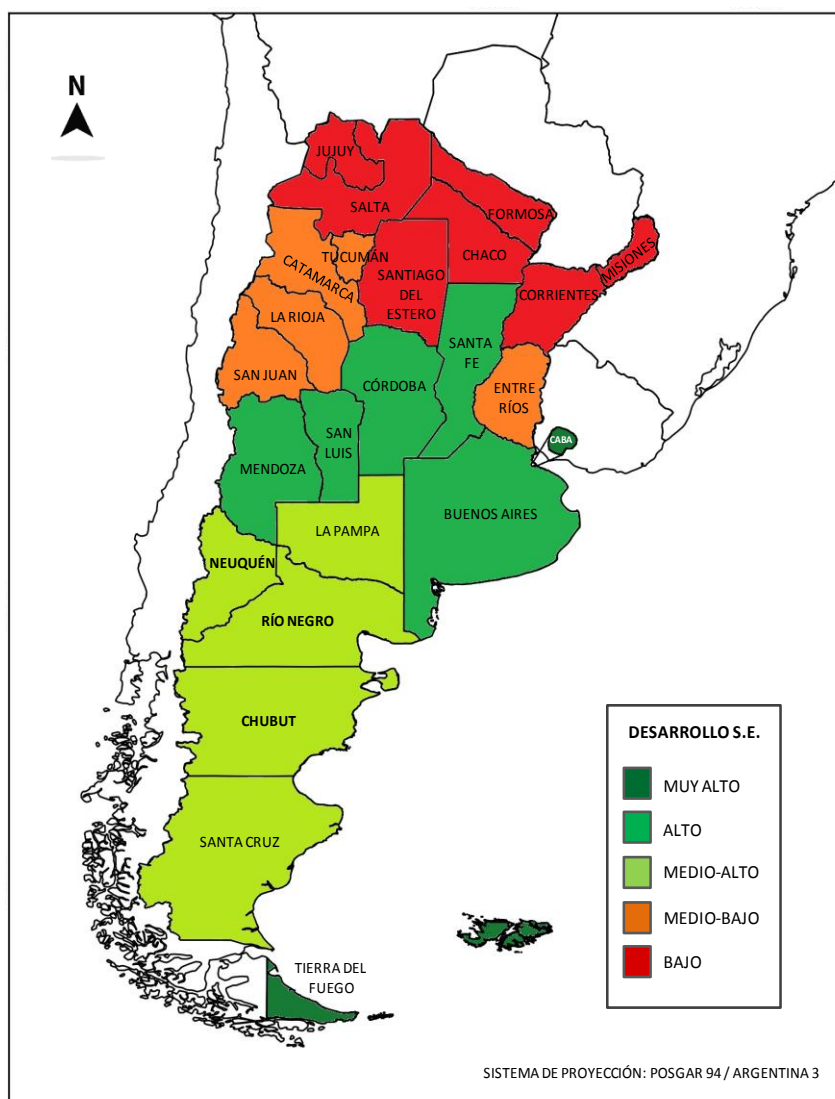 N
JUJUY
SALTA
FORMOSA
CHACO
MISIONES
TUCUMÁN
CATAMARCA
SANTIAGO
DEL
ESTERO
CORRIENTES
LA RIOJA
SANTA
FE
SAN JUAN
CÓRDOBA
ENTRE
RÍOS
SAN
LUIS
CABA
MENDOZA
BUENOS AIRES
LA PAMPA
NEUQUÉN
RÍO NEGRO
CHUBUT
SANTA CRUZ
TIERRA DEL
FUEGO
DESARROLLO S.E.
MUY ALTO
ALTO
MEDIO-ALTO
MEDIO-BAJO
BAJO
SISTEMA DE PROYECCIÓN: POSGAR 94 / ARGENTINA 3